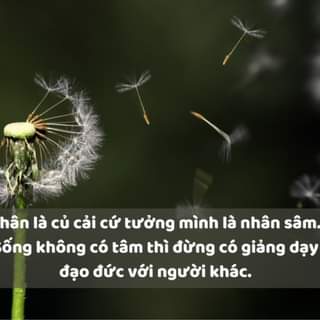 hân là củ cải cứ tưởng mình là nhân sâm.
Sống không có tâm thì đừng có giảng dạy
đạo đức với người khác.